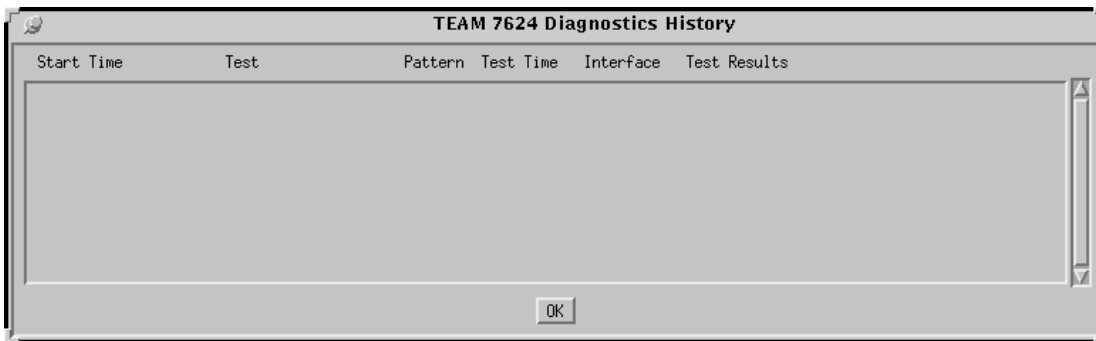 TEAM 7624 Diagnostics History
Start Time Test Pattern Test Time Interface Test Results
OK